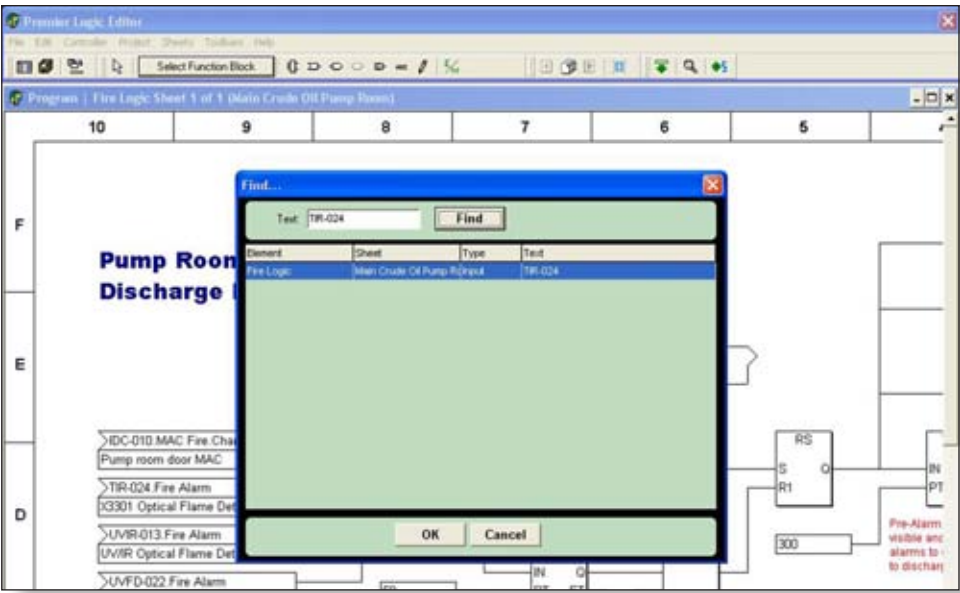 Premier Logic Editor
File Edit Controller Project Sheets Toolbars Help
Select Function Block
Program | Fire Logic Sheet 1 of 1 (Main Crude Oil Pump Room)
10 9 8 7 6 5
F
Pump Room
Discharge
Find...
Text: TIR-024 Find
Element Sheet Type Text
Fire Logic Main Crude Oil Pump Ro Input TIR-024
OK Cancel
E
D
IDC-010.MAC Fire.Cha
Pump room door MAC
TIR-024.Fire Alarm
X3301 Optical Flame Det
UVIR-013.Fire Alarm
UV/IR Optical Flame Det
UVFD-022.Fire Alarm
RS
S Q
R1
300
IN
PT
Pre-Alarm
visible and
alarms to
to discharg
IN Q
PT ET